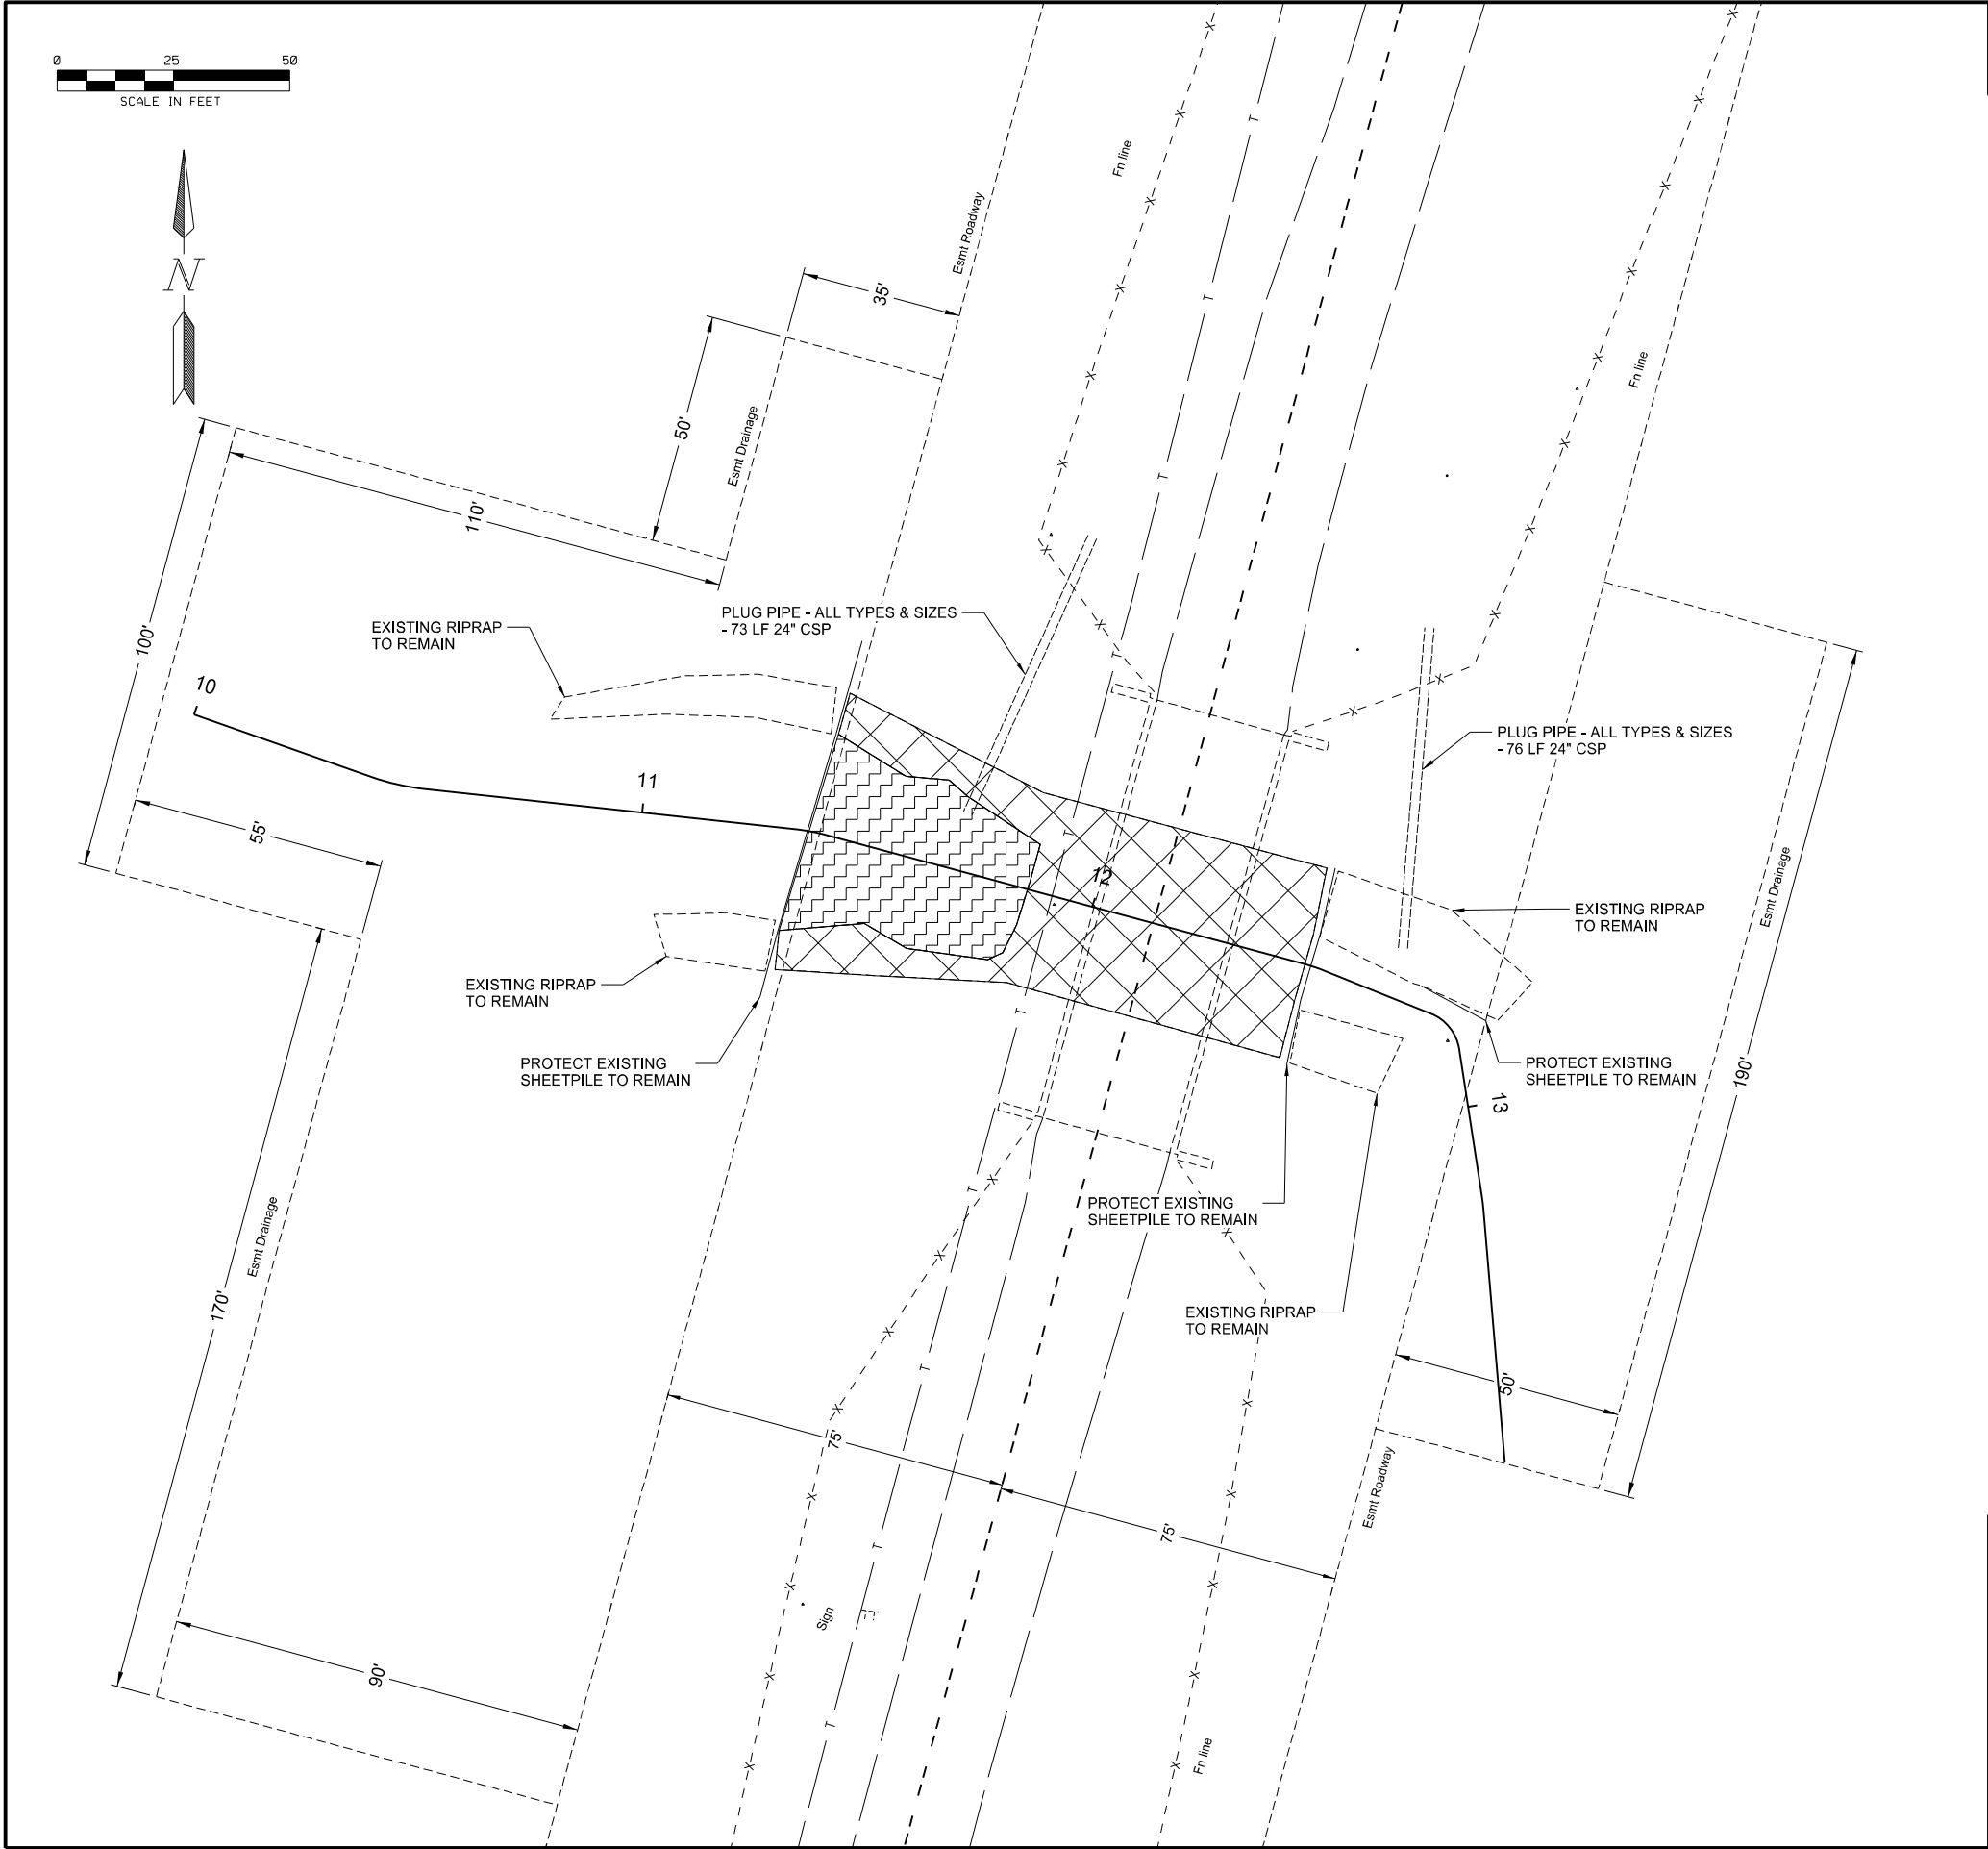 0 25 50
SCALE IN FEET
N
Fn line
Esmt Roadway
35'
50'
Esmt Drainage
Fn line
110'
100'
PLUG PIPE - ALL TYPES & SIZES
- 73 LF 24" CSP
EXISTING RIPRAP
TO REMAIN
10
PLUG PIPE - ALL TYPES & SIZES
- 76 LF 24" CSP
11
55'
12
Esmt Drainage
EXISTING RIPRAP
TO REMAIN
EXISTING RIPRAP
TO REMAIN
PROTECT EXISTING
SHEETPILE TO REMAIN
PROTECT EXISTING
SHEETPILE TO REMAIN
190'
13
PROTECT EXISTING
SHEETPILE TO REMAIN
Esmt Drainage
170'
EXISTING RIPRAP
TO REMAIN
50'
75'
Esmt Roadway
75'
Sign
90'
Fn line
X
T